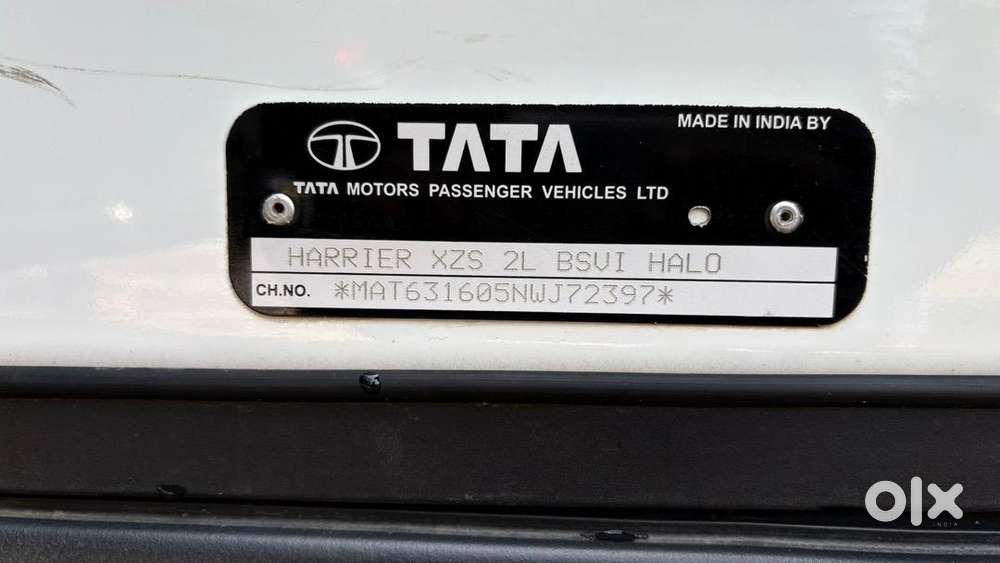 TATA
MADE IN INDIA BY
TATA MOTORS PASSENGER VEHICLES LTD
HARRIER XZS 2L BSVI HALO
CH.NO. *MAT631605NWJ72397*
olx
INDIA